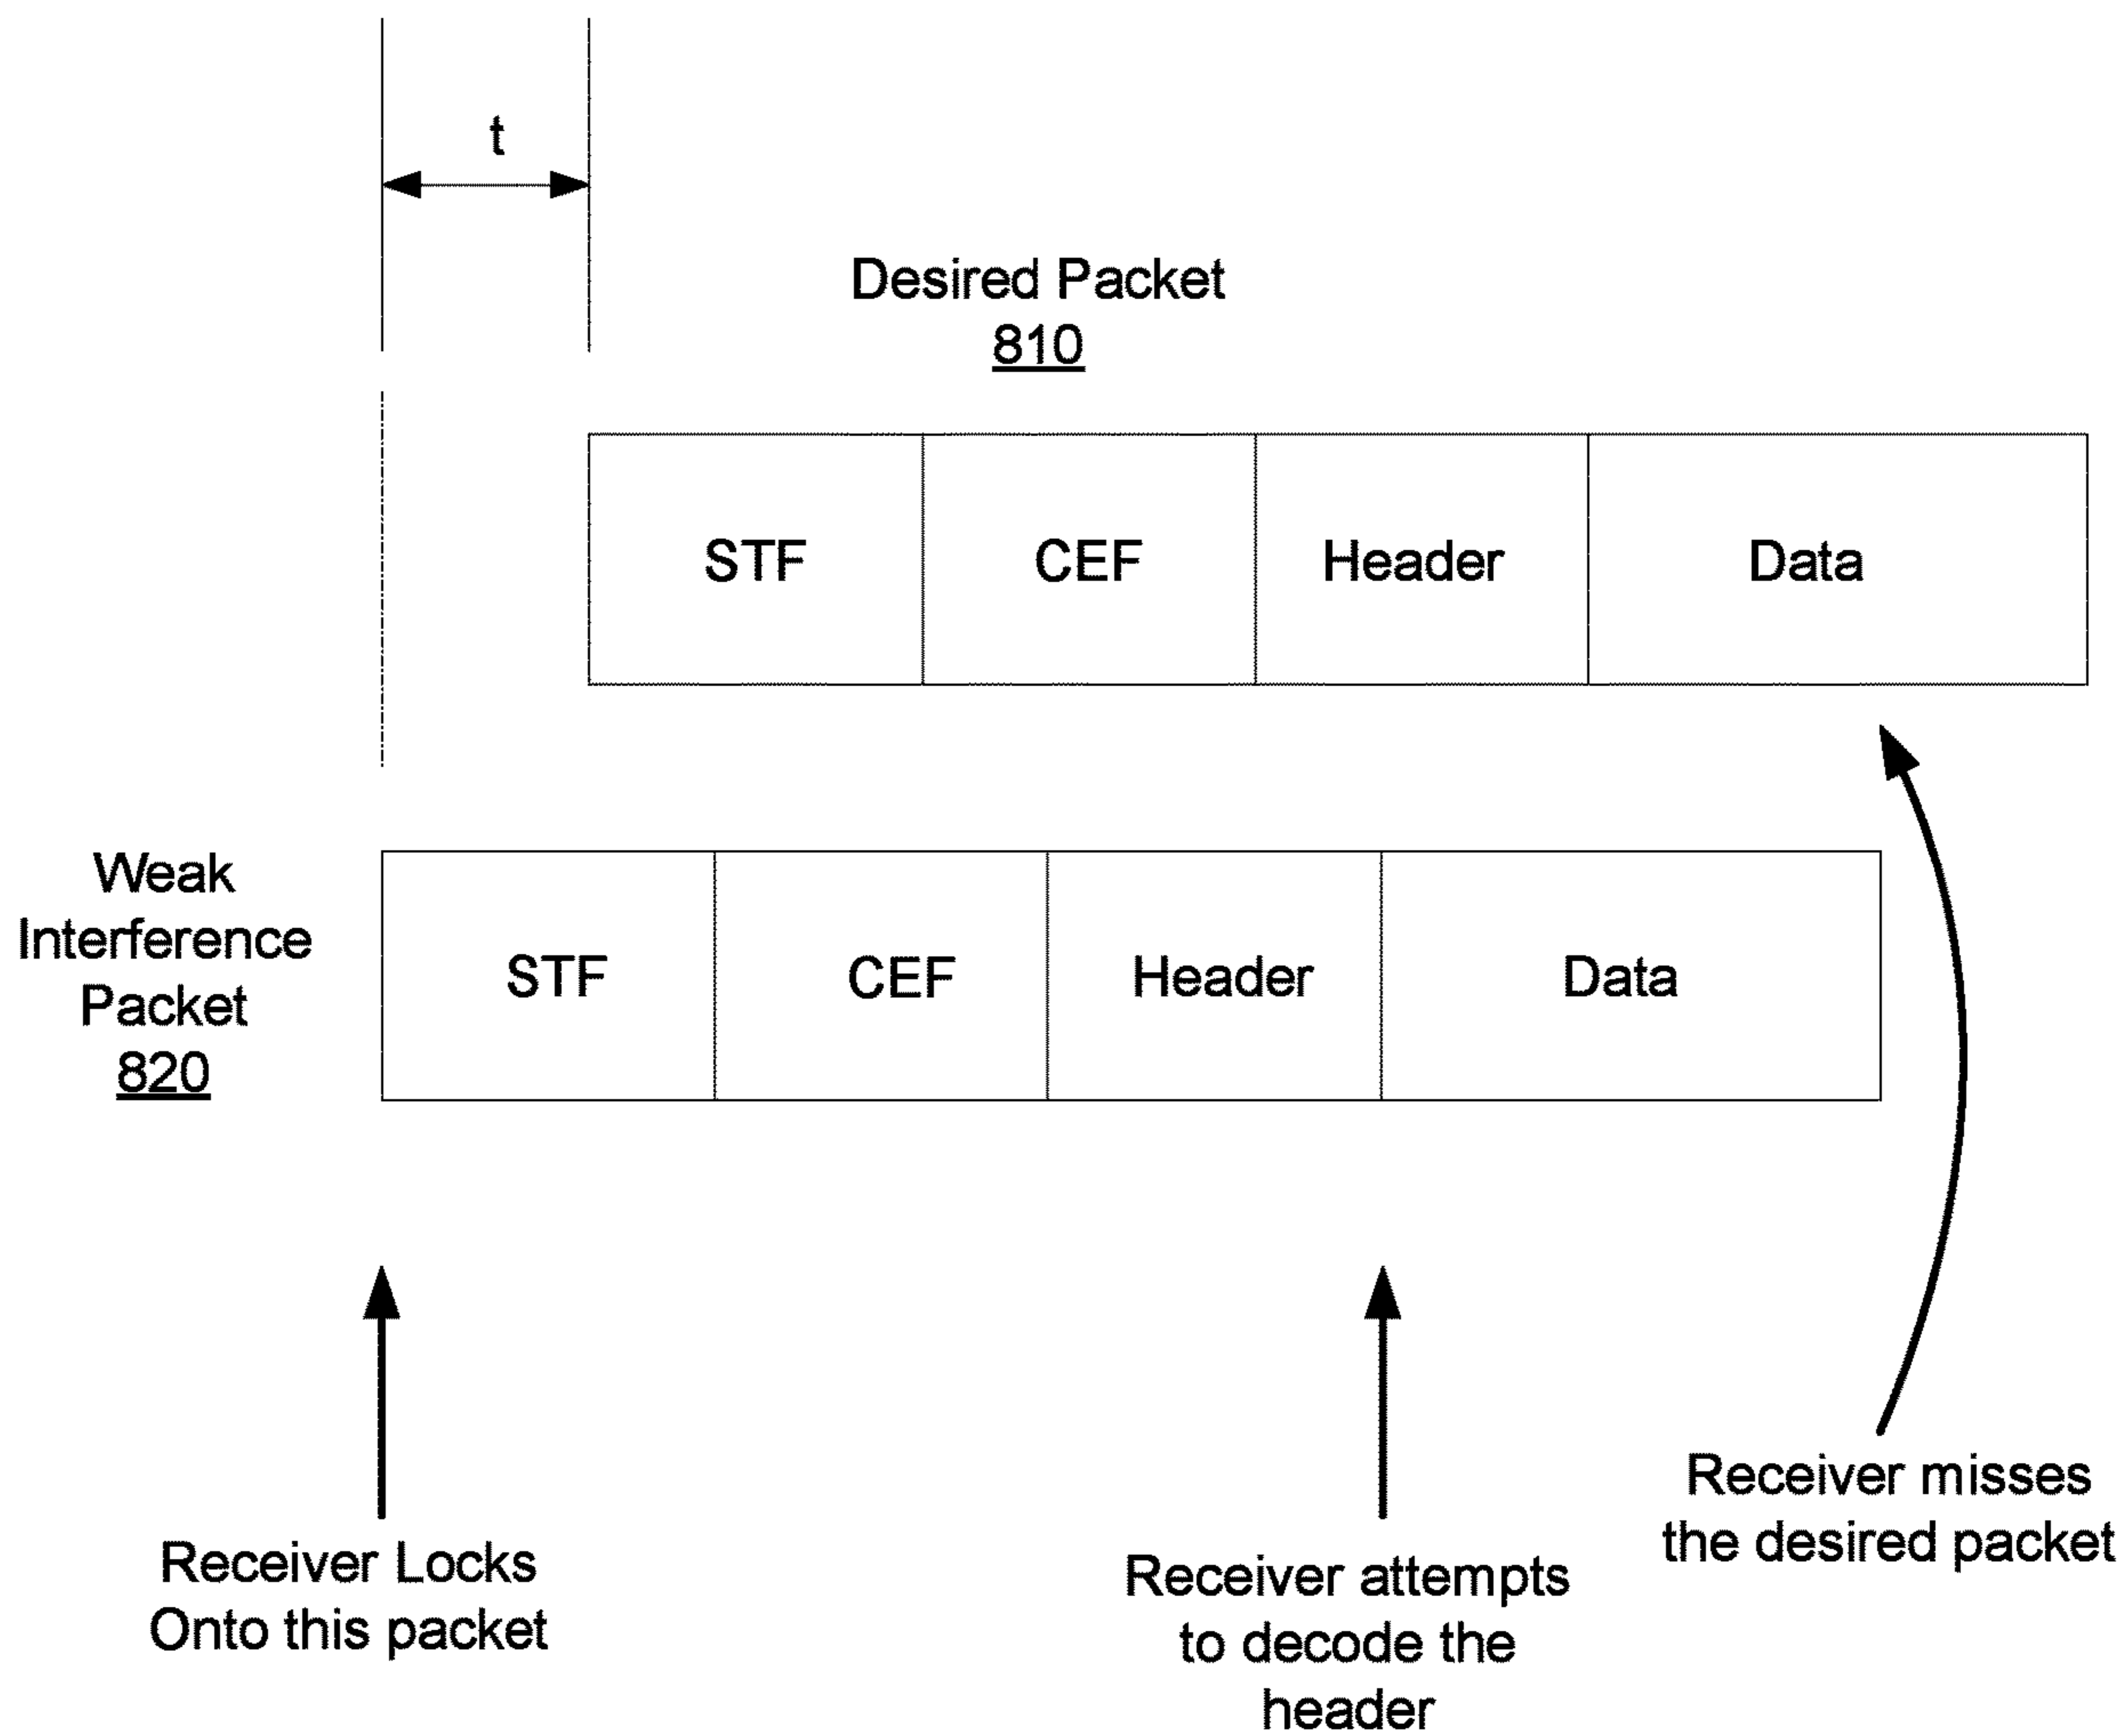 t
Desired Packet
810
STF CEF Header Data
Weak
Interference
Packet
820
STF CEF Header Data
Receiver Locks
Onto this packet
Receiver attempts
to decode the
header
Receiver misses
the desired packet